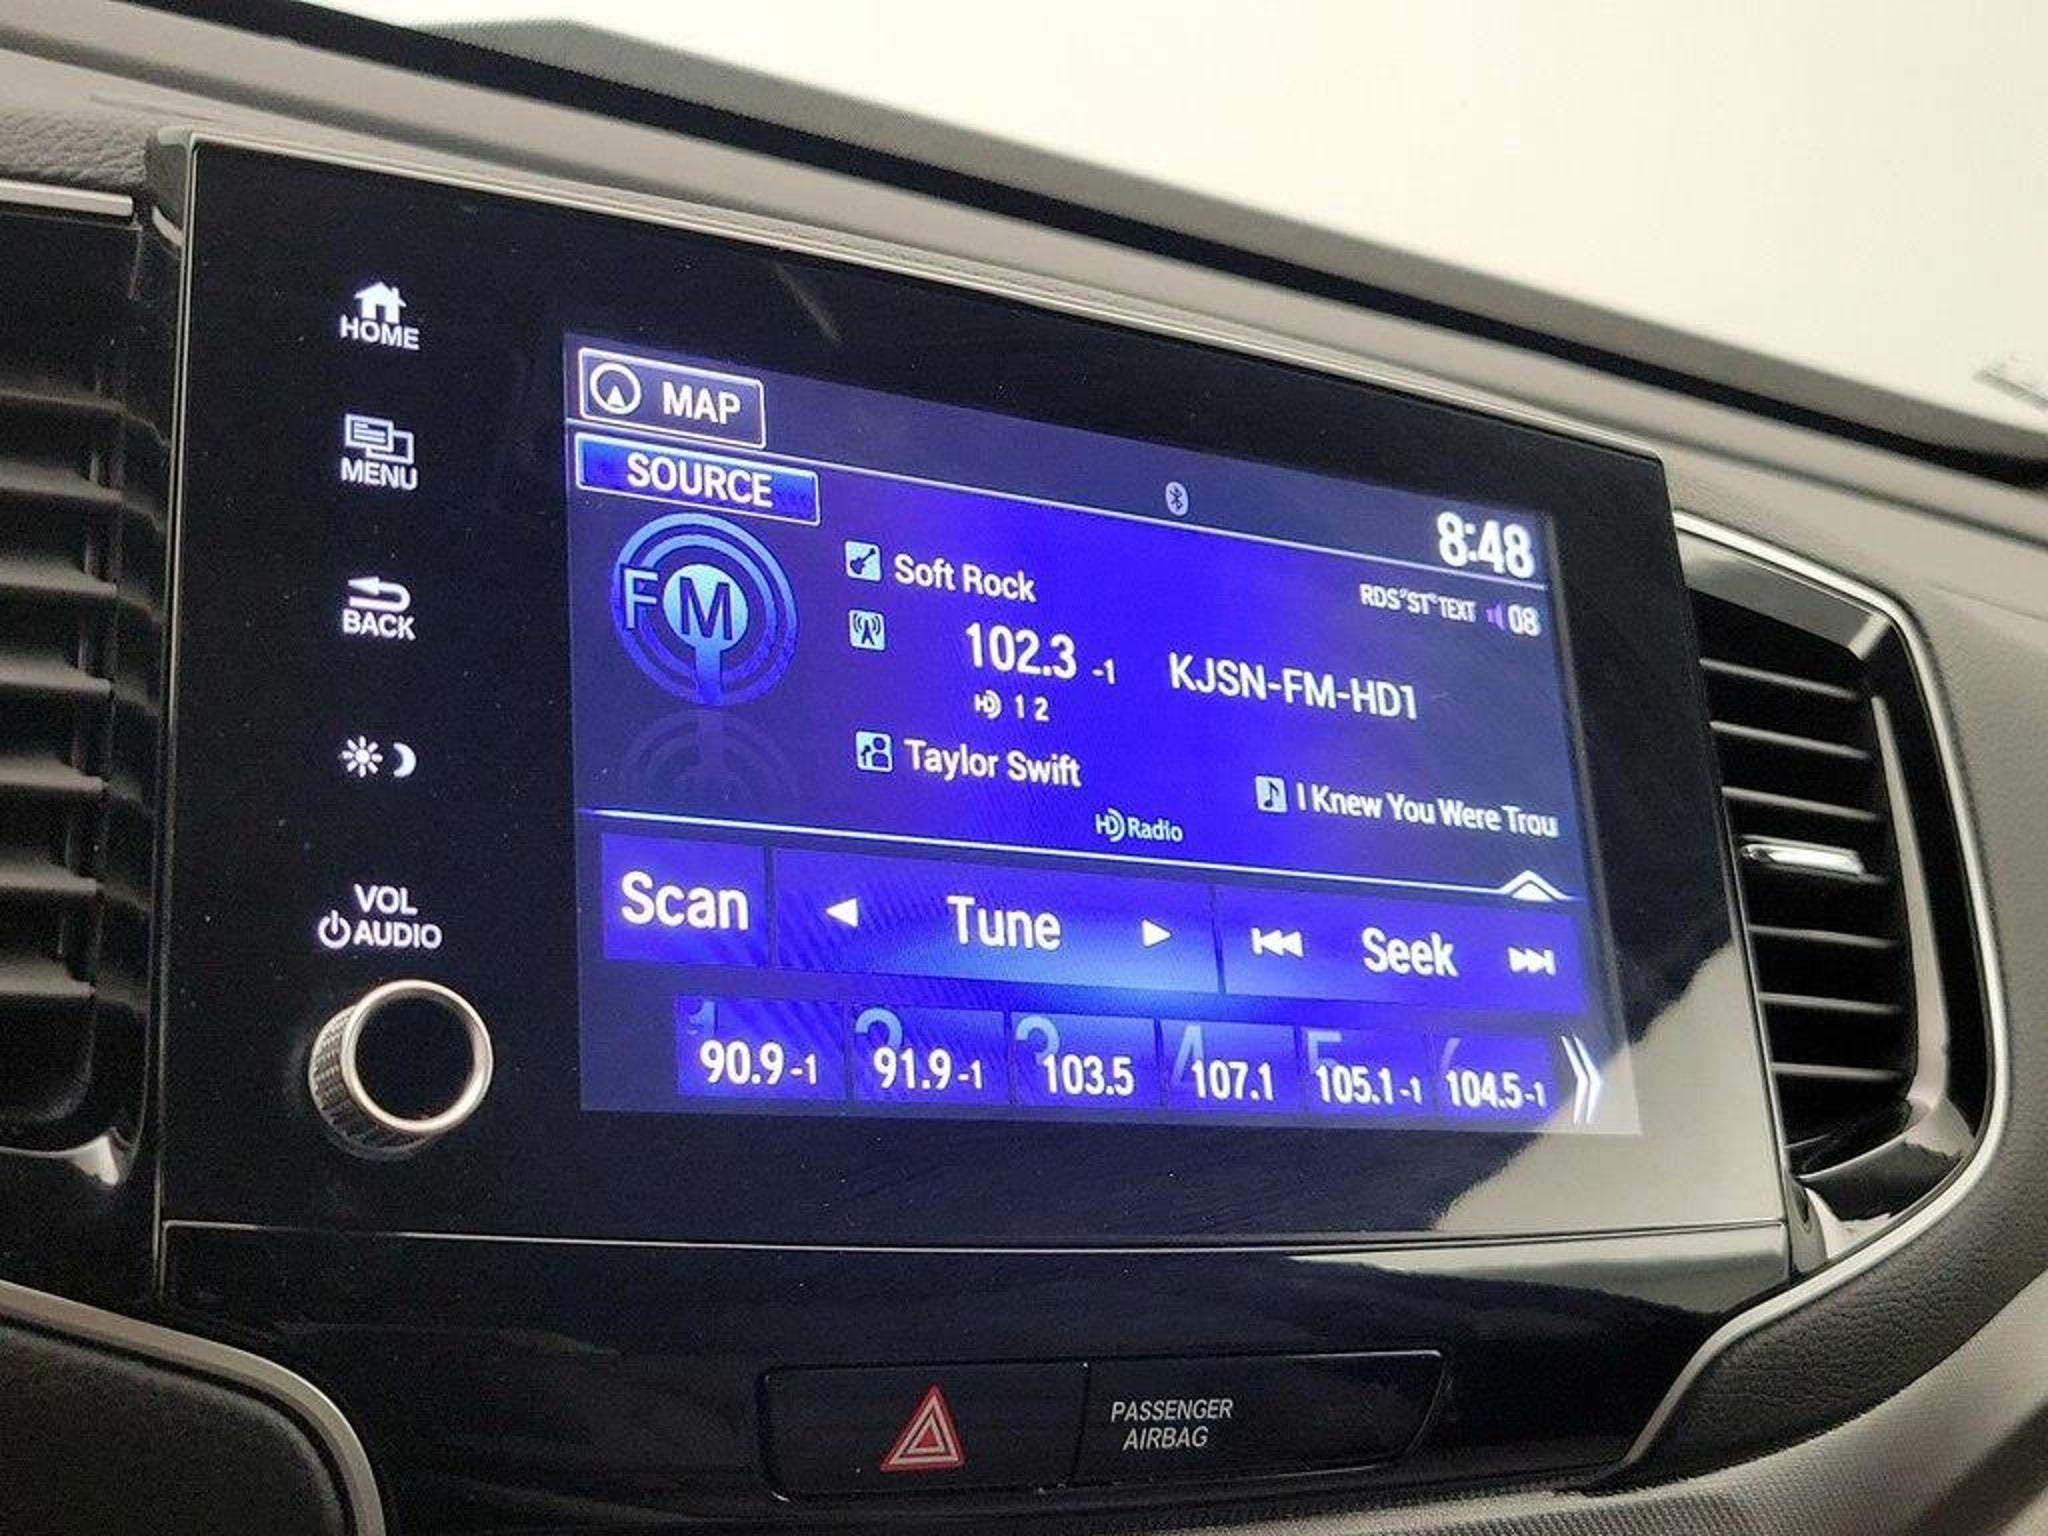 HOME
MENU
BACK
VOL
AUDIO
MAP
SOURCE
8:48
FM
Soft Rock
RDS ST TEXT 08
102.3 -1 KJSN-FM-HD1
HD 1 2
Taylor Swift
I Knew You Were Trou
HD Radio
Scan Tune Seek
1 2 3 4 5
90.9-1 91.9-1 103.5 107.1 105.1-1 104.5-1
PASSENGER
AIRBAG